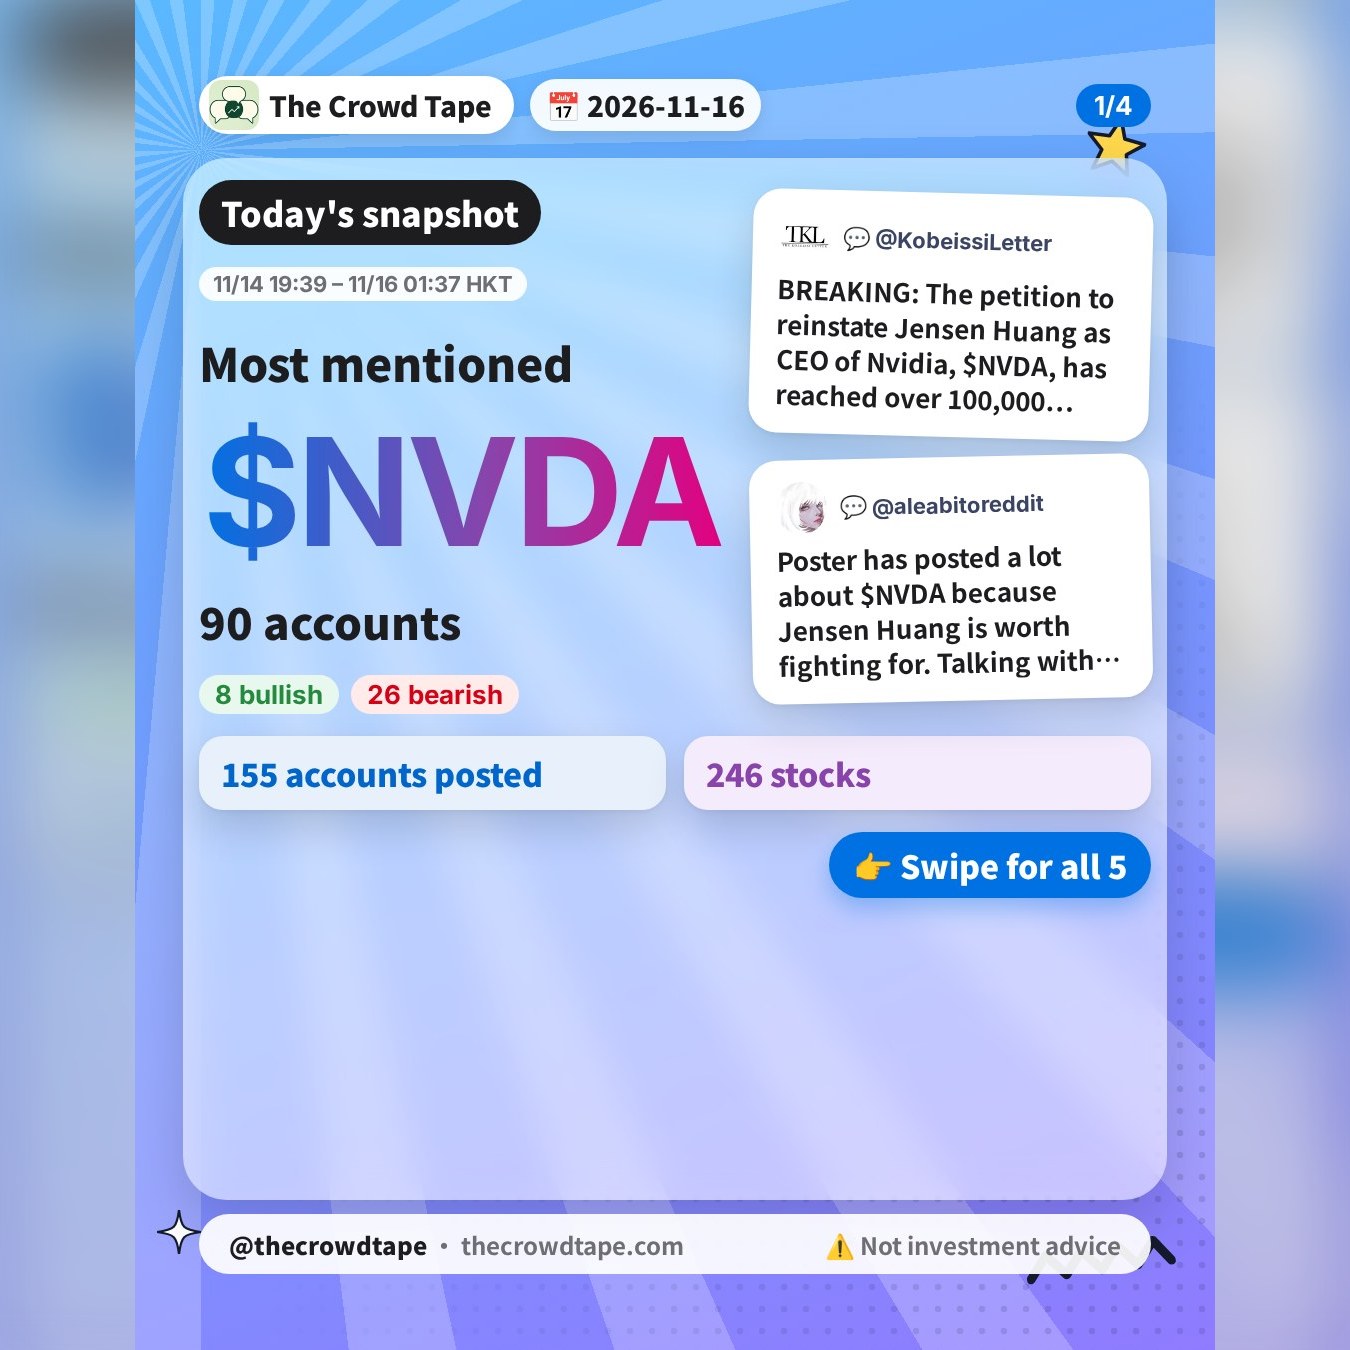 The Crowd Tape
2026-11-16
1/4
Today's snapshot
11/14 19:39 – 11/16 01:37 HKT
Most mentioned
$NVDA
90 accounts
8 bullish
26 bearish
TKL
@KobeissiLetter
BREAKING: The petition to
reinstate Jensen Huang as
CEO of Nvidia, $NVDA, has
reached over 100,000...
@aleabitoreddit
Poster has posted a lot
about $NVDA because
Jensen Huang is worth
fighting for. Talking with···
155 accounts posted
246 stocks
👉 Swipe for all 5
@thecrowdtape • thecrowdtape.com
⚠️ Not investment advice